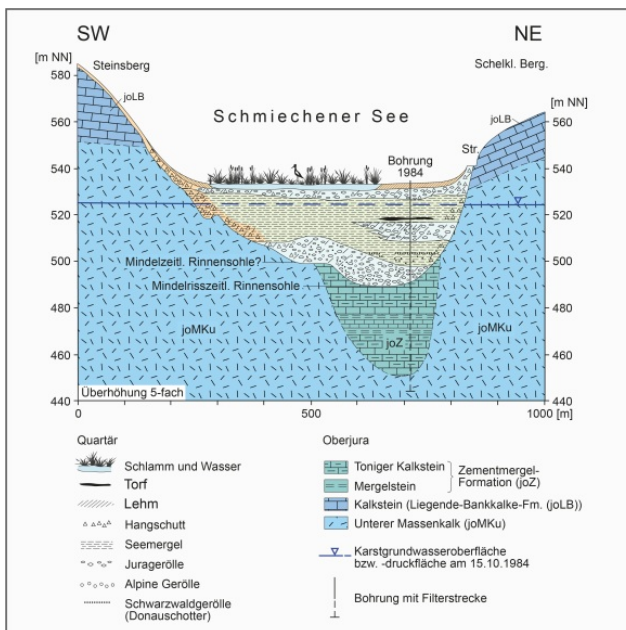 SW
NE
[m NN]
Steinsberg
Schelkl. Berg.
580
joLB
[m NN]
Schmiechener See
joLB
560
560
Str.
Bohrung
1984
540
540
520
520
500
500
Mindelzeitl. Rinnensohle?
Mindelrisszeitl. Rinnensohle
480
480
joMKu
joZ
joMKu
460
460
Überhöhung 5-fach
440
440
0
500
1000 [m]
Quartär
Oberjura
Schlamm und Wasser
Torf
Lehm
Hangschutt
Seemergel
Juragerölle
Alpine Gerölle
Schwarzwaldgerölle
(Donauschotter)
Toniger Kalkstein
Mergelstein
Zementmergel-
Formation (joZ)
Kalkstein (Liegende-Bankkalke-Fm. (joLB))
Unterer Massenkalk (joMKu)
Karstgrundwasseroberfläche
bzw. -druckfläche am 15.10.1984
Bohrung mit Filterstrecke